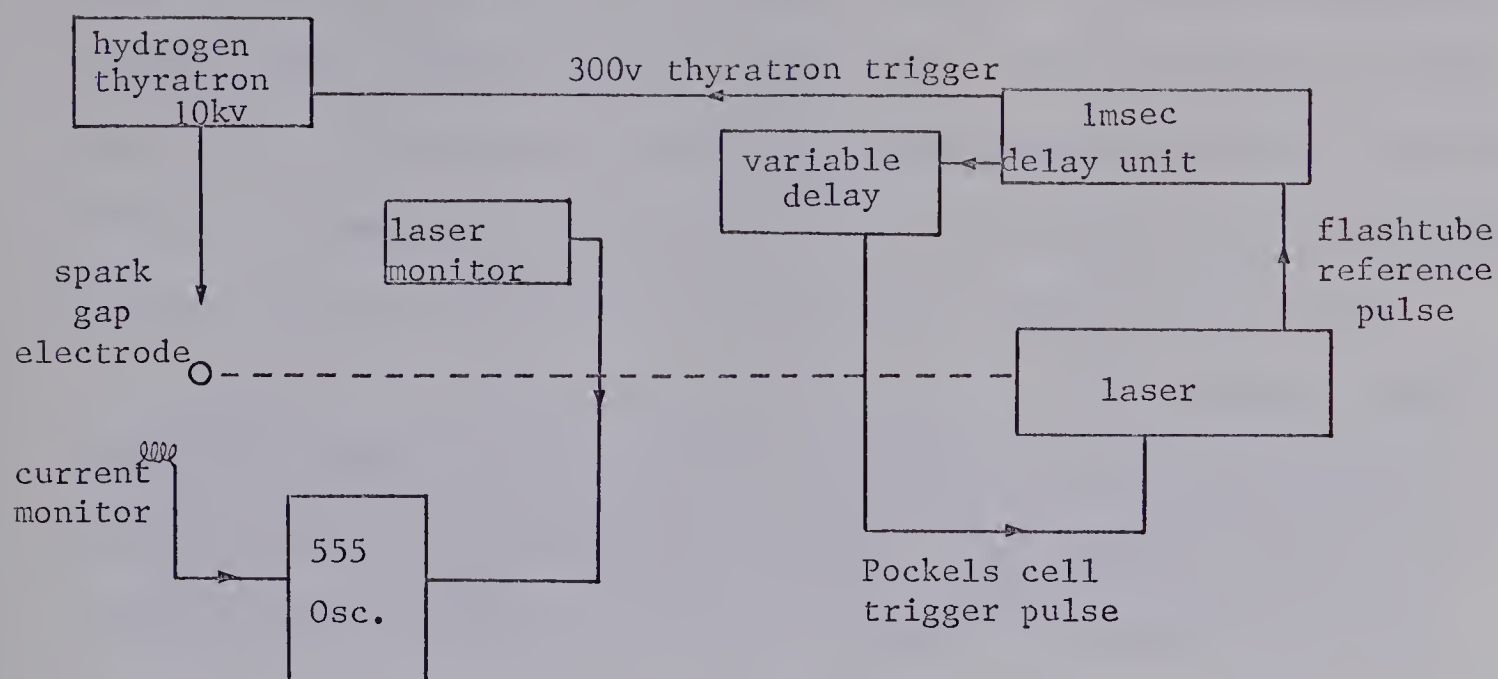 hydrogen
thyratron
10kv
300v thyratron trigger
1msec
delay unit
variable
delay
laser
monitor
flashtube
reference
pulse
spark
gap
electrode
laser
current
monitor
555
Osc.
Pockels cell
trigger pulse